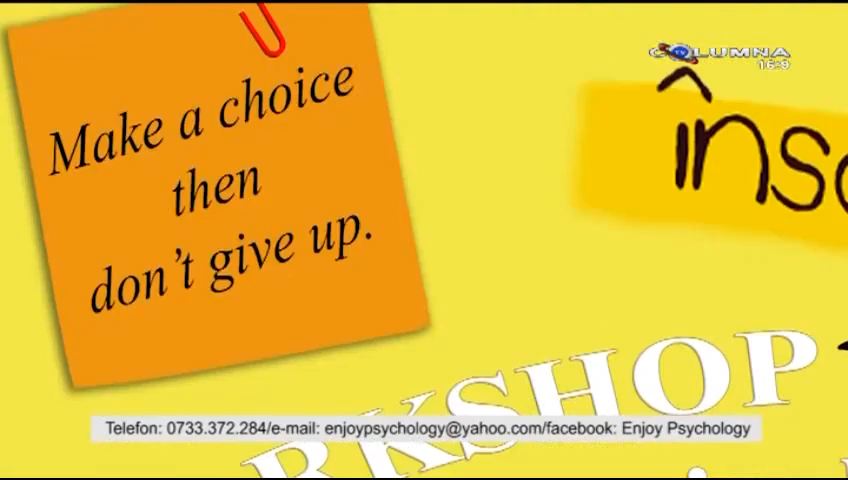 COLUMNA
TV
16:9
Make a choice
then
don't give up.
RKSHOP
Telefon: 0733.372.284/e-mail: enjoypsychology@yahoo.com/facebook: Enjoy Psychology